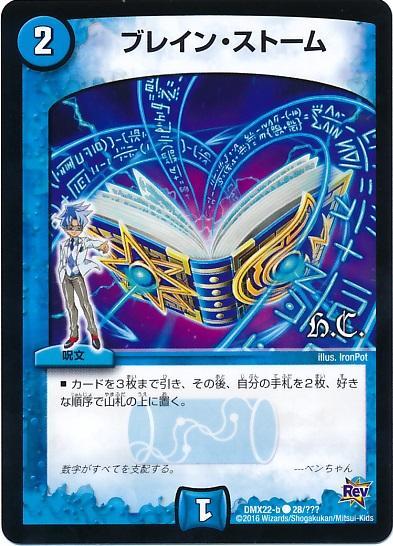 2
ブレイン・ストーム
H.C.
illus. IronPot
呪文
■ カードを3枚まで引き、その後、自分の手札を2枚、好き
な順序で山札の上に置く。
数字がすべてを支配する。 ---ベンちゃん
Rev
1
DMX22-b ● 28/???
©2016 Wizards/Shogakukan/Mitsui-Kids